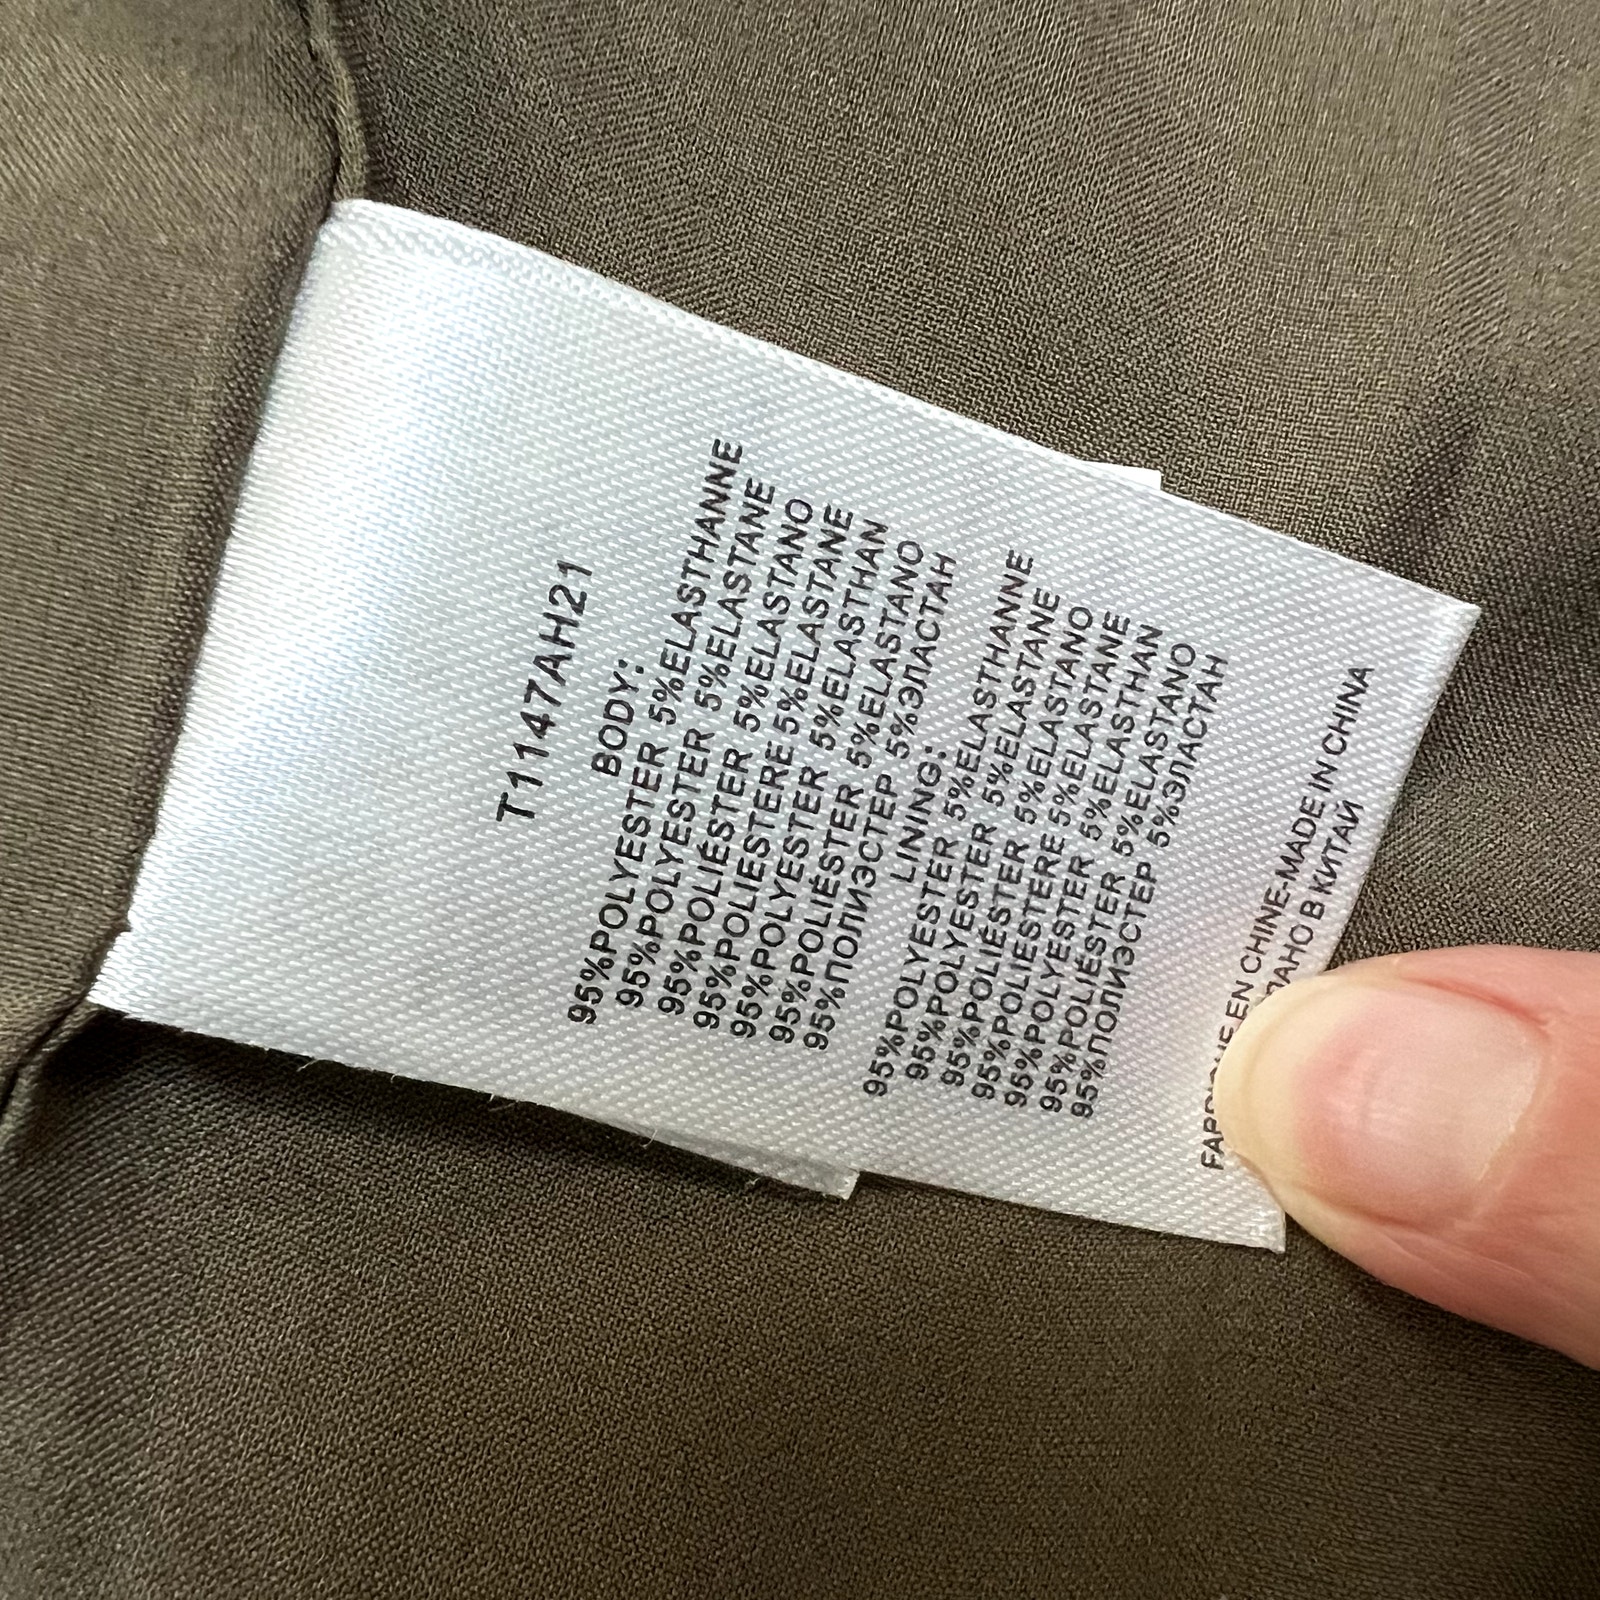 T1147AH21
BODY:
95%POLYESTER 5%ELASTHANNE
95%POLYESTER 5%ELASTANE
95%POLIÉSTER 5%ELASTANO
95%POLIESTERE 5%ELASTANE
95%POLYESTER 5%ELASTHAN
95%POLIÉSTER 5%ELASTANO
95%ПОЛИЭСТЕР 5%ЭЛАСТАН
LINING:
95%POLYESTER 5%ELASTHANNE
95%POLYESTER 5%ELASTANE
95%POLIÉSTER 5%ELASTANO
95%POLIESTERE 5%ELASTANE
95%POLYESTER 5%ELASTHAN
95%POLIÉSTER 5%ELASTANO
95%ПОЛИЭСТЕР 5%ЭЛАСТАН
EN CHINE-MADE IN CHINA
В КИТАЙ